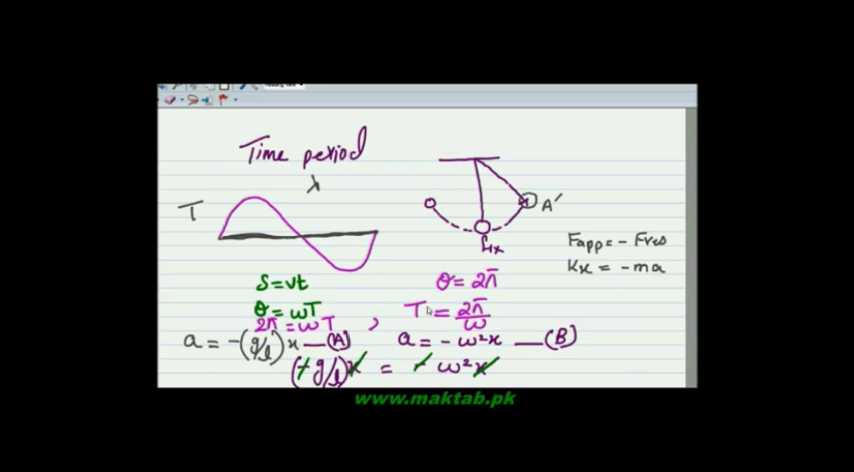 Time period
λ
T
A'
Fapp = - Fres
Kx = - ma
S = vt
θ = 2π
θ = ωT
2π = ωT , T = 2π/ω
a = -(g/l)x —(A) a = - ω²x —(B)
(-g/l)x = - ω²x
www.maktab.pk